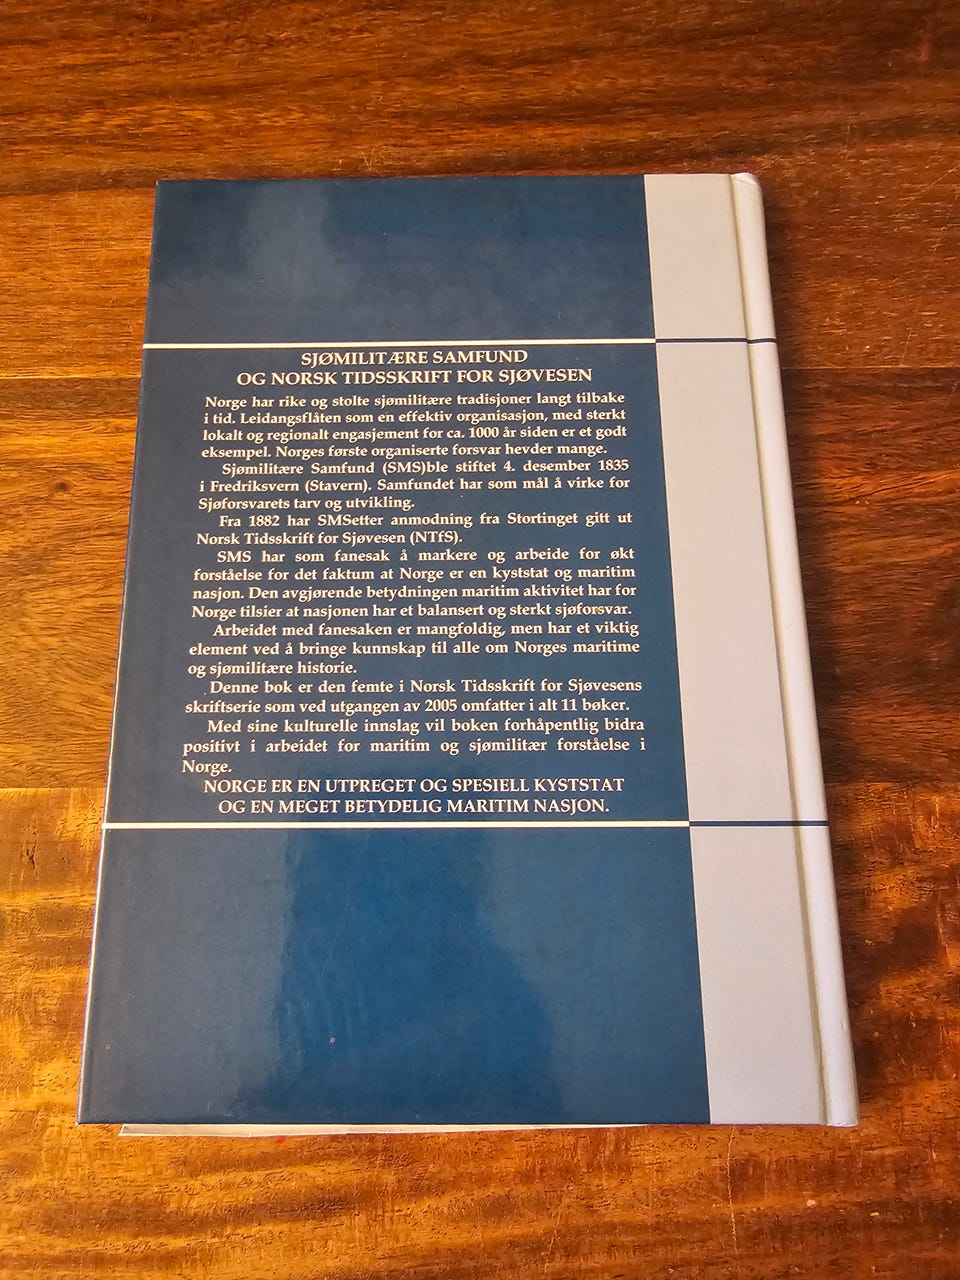 SJØMILITÆRE SAMFUND
OG NORSK TIDSSKRIFT FOR SJØVESEN
Norge har rike og stolte sjømilitære tradisjoner langt tilbake
i tid. Leidangsflåten som en effektiv organisasjon, med sterkt
lokalt og regionalt engasjement for ca. 1000 år siden er et godt
eksempel. Norges første organiserte forsvar hevder mange.
Sjømilitære Samfund (SMS)ble stiftet 4. desember 1835
i Fredriksvern (Stavern). Samfundet har som mål å virke for
Sjøforsvarets tarv og utvikling.
Fra 1882 har SMSetter anmodning fra Stortinget gitt ut
Norsk Tidsskrift for Sjøvesen (NTfS).
SMS har som fanesak å markere og arbeide for økt
forståelse for det faktum at Norge er en kyststat og maritim
nasjon. Den avgjørende betydningen maritim aktivitet har for
Norge tilsier at nasjonen har et balansert og sterkt sjøforsvar.
Arbeidet med fanesaken er mangfoldig, men har et viktig
element ved å bringe kunnskap til alle om Norges maritime
og sjømilitære historie.
Denne bok er den femte i Norsk Tidsskrift for Sjøvesens
skriftserie som ved utgangen av 2005 omfatter i alt 11 bøker.
Med sine kulturelle innslag vil boken forhåpentlig bidra
positivt i arbeidet for maritim og sjømilitær forståelse i
Norge.
NORGE ER EN UTPREGET OG SPESIELL KYSTSTAT
OG EN MEGET BETYDELIG MARITIM NASJON.